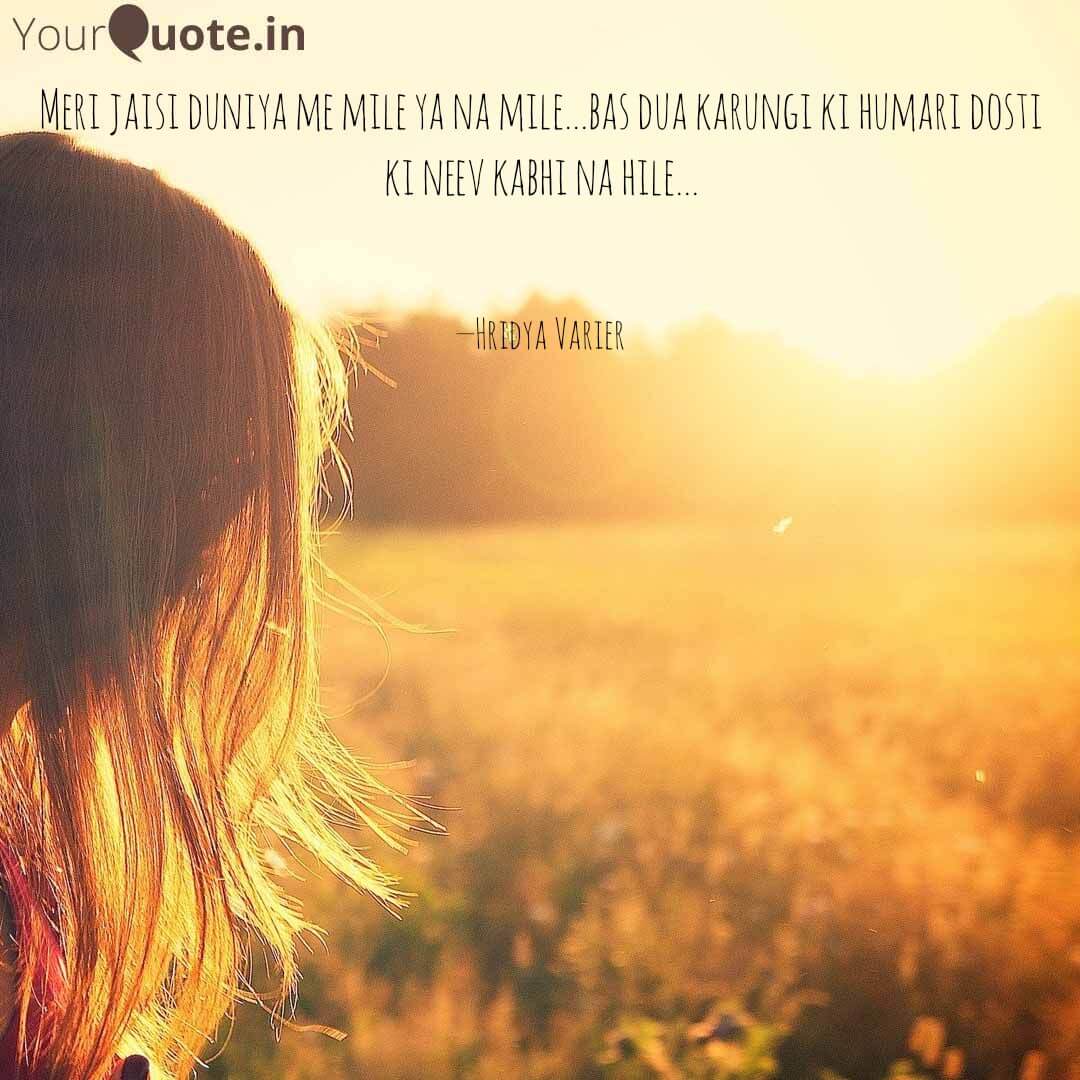 YourQuote.in
Meri jaisi duniya me mile ya na mile...bas dua karungi ki humari dosti
ki neev kabhi na hile...
—Hridya Varier